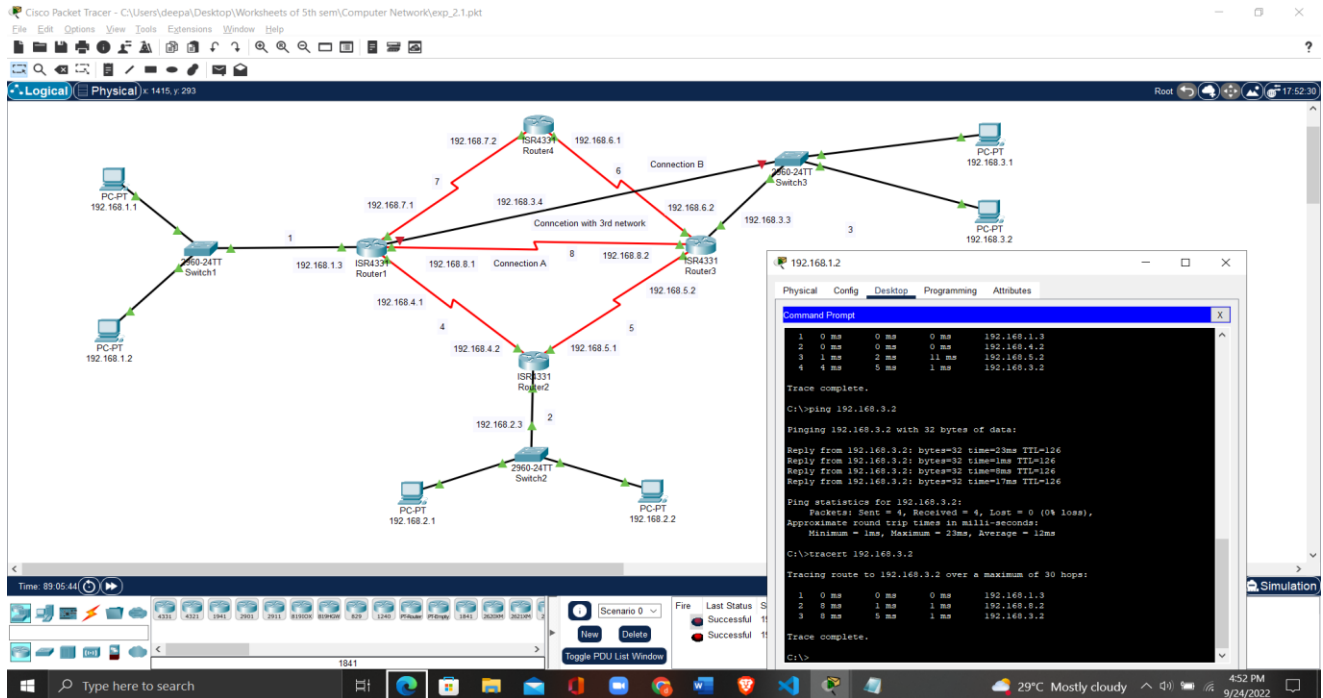 Cisco Packet Tracer - C:\Users\deepa\Desktop\Worksheets of 5th sem\Computer Network\exp_2.1.pkt
File Edit Options View Tools Extensions Window Help
?
Logical Physical x: 1415, y: 293
Root 17:52:30
192.168.7.2
ISR4331
Router4
192.168.6.1
7
6
Connection B
2960-24TT
Switch3
PC-PT
192.168.3.1
PC-PT
192.168.1.1
192.168.7.1
192.168.3.4
192.168.6.2
Conncetion with 3rd network
192.168.3.3
3
PC-PT
192.168.3.2
1
2960-24TT
Switch1
192.168.1.3
ISR4331
Router1
192.168.8.1
Connection A
8
192.168.8.2
ISR4331
Router3
192.168.4.1
192.168.5.2
PC-PT
192.168.1.2
4
5
192.168.4.2
192.168.5.1
ISR4331
Router2
192.168.2.3
2
2960-24TT
Switch2
PC-PT
192.168.2.1
PC-PT
192.168.2.2
192.168.1.2
Physical Config Desktop Programming Attributes
Command Prompt X
1 0 ms 0 ms 0 ms 192.168.1.3
2 0 ms 0 ms 0 ms 192.168.4.2
3 1 ms 2 ms 11 ms 192.168.5.2
4 4 ms 5 ms 1 ms 192.168.3.2
Trace complete.
C:\>ping 192.168.3.2
Pinging 192.168.3.2 with 32 bytes of data:
Reply from 192.168.3.2: bytes=32 time=23ms TTL=126
Reply from 192.168.3.2: bytes=32 time=1ms TTL=126
Reply from 192.168.3.2: bytes=32 time=8ms TTL=126
Reply from 192.168.3.2: bytes=32 time=17ms TTL=126
Ping statistics for 192.168.3.2:
Packets: Sent = 4, Received = 4, Lost = 0 (0% loss),
Approximate round trip times in milli-seconds:
Minimum = 1ms, Maximum = 23ms, Average = 12ms
C:\>tracert 192.168.3.2
Tracing route to 192.168.3.2 over a maximum of 30 hops:
1 0 ms 0 ms 0 ms 192.168.1.3
2 8 ms 1 ms 1 ms 192.168.8.2
3 8 ms 5 ms 1 ms 192.168.3.2
Trace complete.
C:\>
Time: 89:05:44
Simulation
4331 4321 1941 2901 2911 819IOX 819HGW 829 1240 PT-Router PT-Empty 1841 2620XM 2621XM
1841
Scenario 0
New Delete
Toggle PDU List Window
Fire Last Status S
Successful
Successful
Type here to search
29°C Mostly cloudy
4:52 PM
9/24/2022